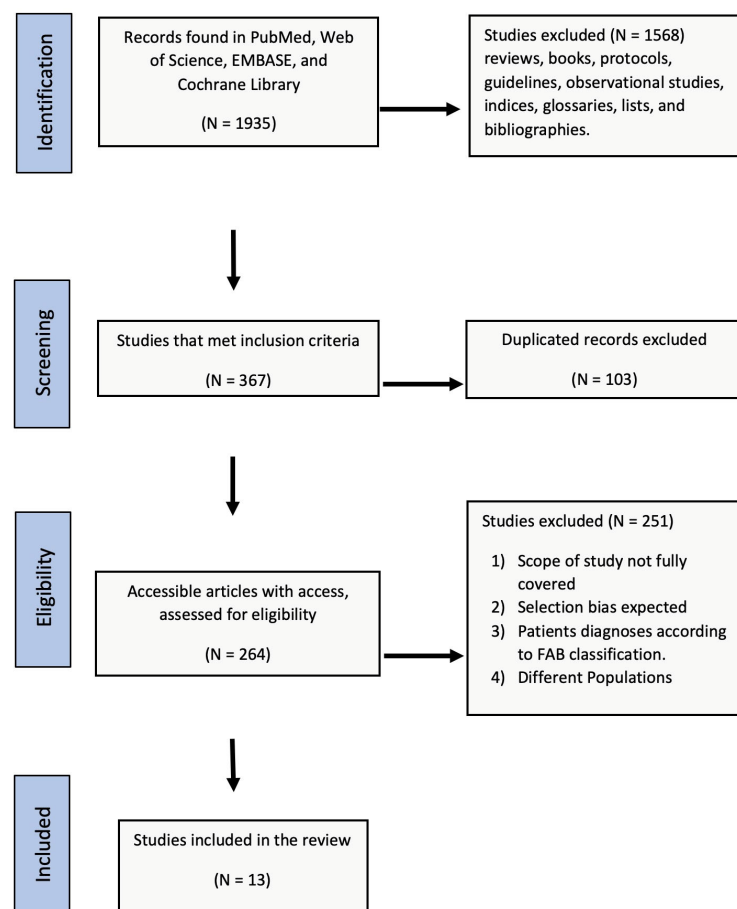 Identification
Records found in PubMed, Web
of Science, EMBASE, and
Cochrane Library
(N = 1935)
Studies excluded (N = 1568)
reviews, books, protocols,
guidelines, observational studies,
indices, glossaries, lists, and
bibliographies.
Screening
Studies that met inclusion criteria
(N = 367)
Duplicated records excluded
(N = 103)
Eligibility
Accessible articles with access,
assessed for eligibility
(N = 264)
Studies excluded (N = 251)
1) Scope of study not fully
covered
2) Selection bias expected
3) Patients diagnoses according
to FAB classification.
4) Different Populations
Included
Studies included in the review
(N = 13)